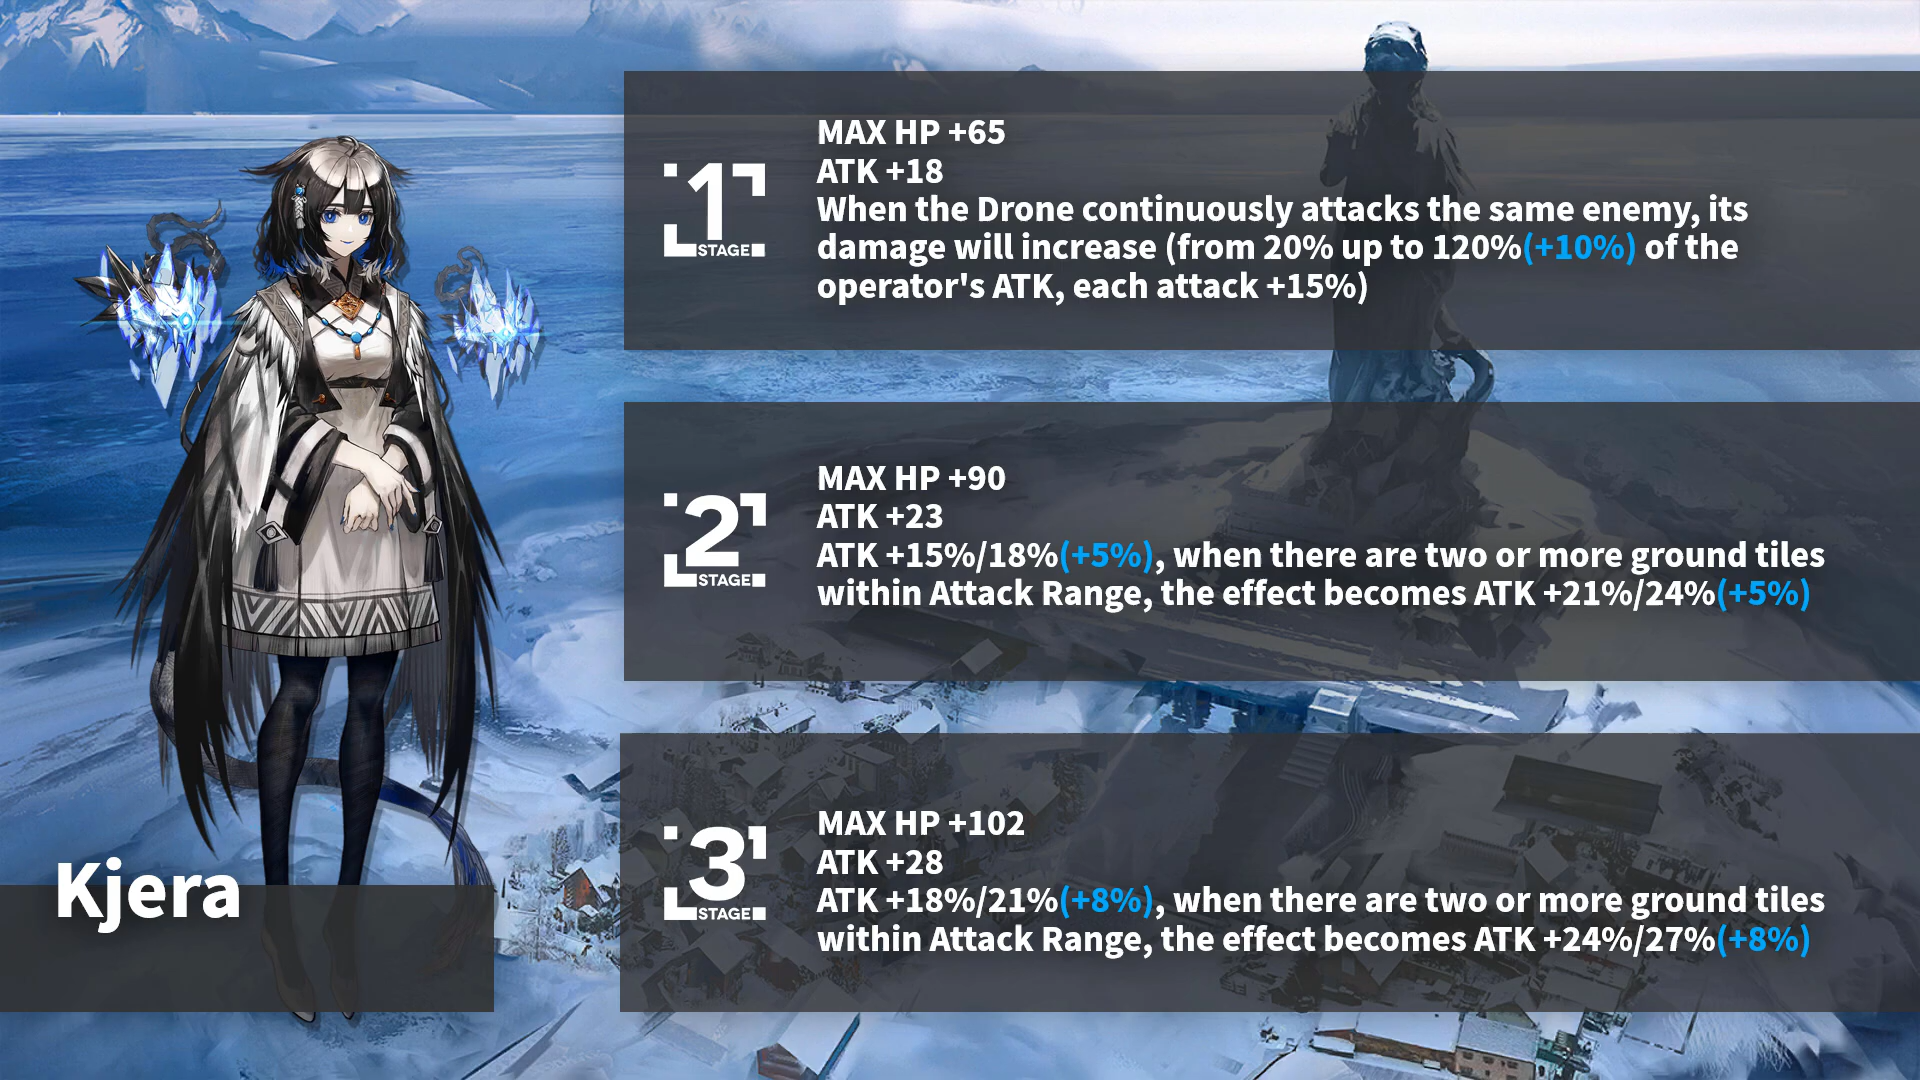 MAX HP +65
ATK +18
When the Drone continuously attacks the same enemy, its
damage will increase (from 20% up to 120%(+10%) of the
operator's ATK, each attack +15%)
1
STAGE
MAX HP +90
ATK +23
ATK +15%/18%(+5%), when there are two or more ground tiles
within Attack Range, the effect becomes ATK +21%/24%(+5%)
2
STAGE
MAX HP +102
ATK +28
ATK +18%/21%(+8%), when there are two or more ground tiles
within Attack Range, the effect becomes ATK +24%/27%(+8%)
3
STAGE
Kjera